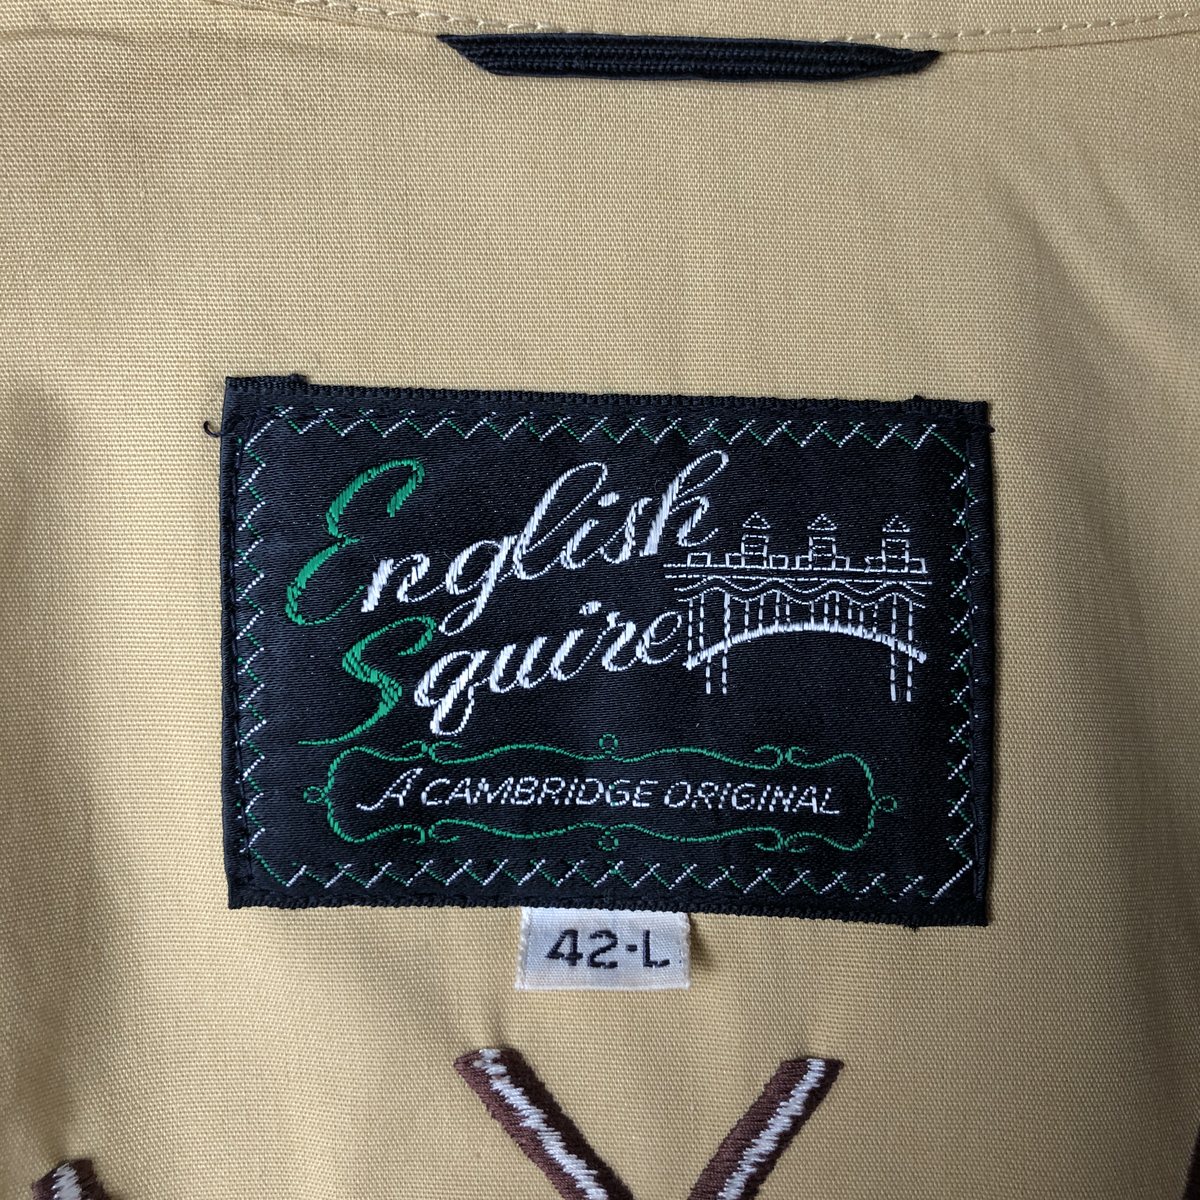 English
Squire
A CAMBRIDGE ORIGINAL
42-L